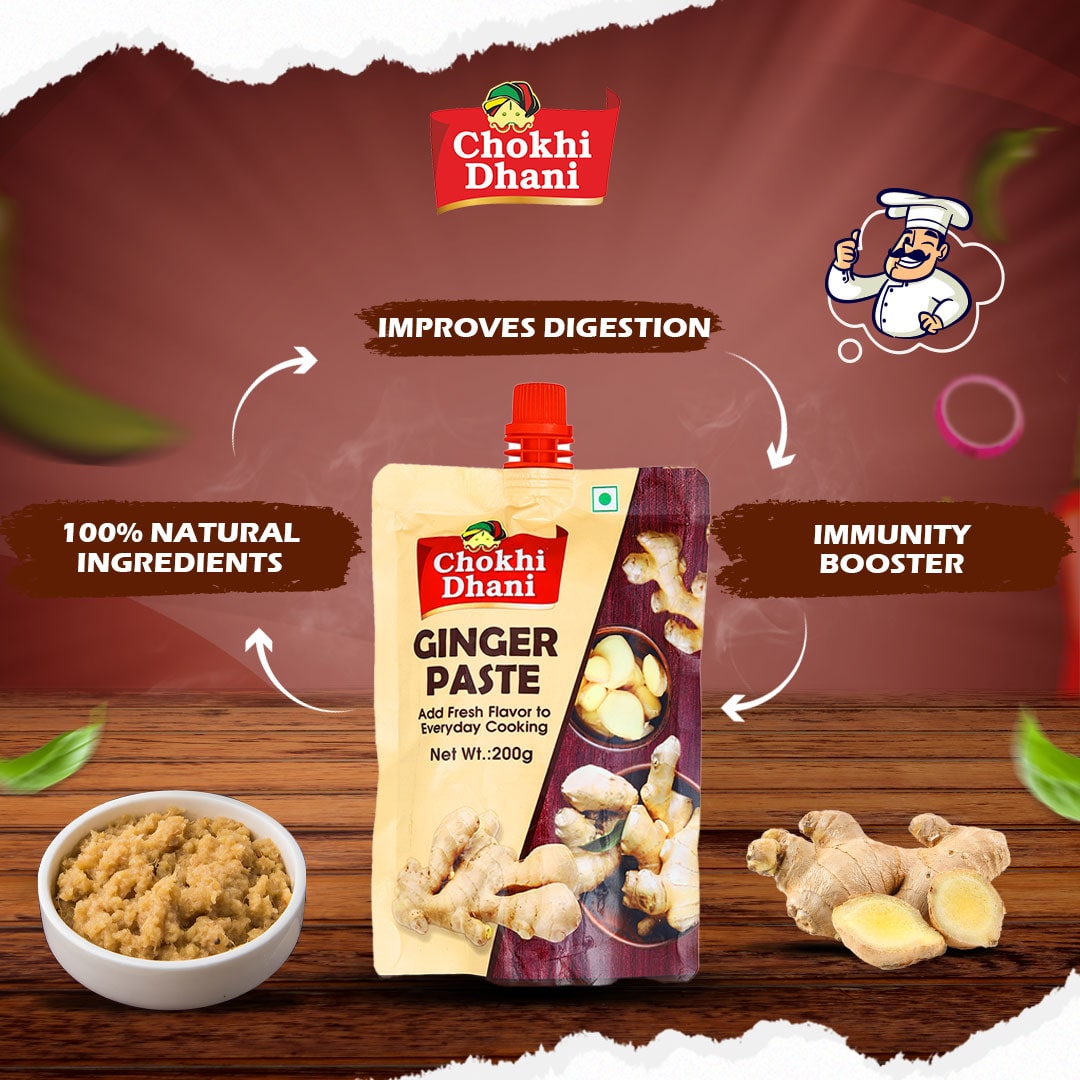 Chokhi
Dhani
IMPROVES DIGESTION
100% NATURAL
INGREDIENTS
IMMUNITY
BOOSTER
Chokhi
Dhani
GINGER
PASTE
Add Fresh Flavor to
Everyday Cooking
Net Wt.:200g